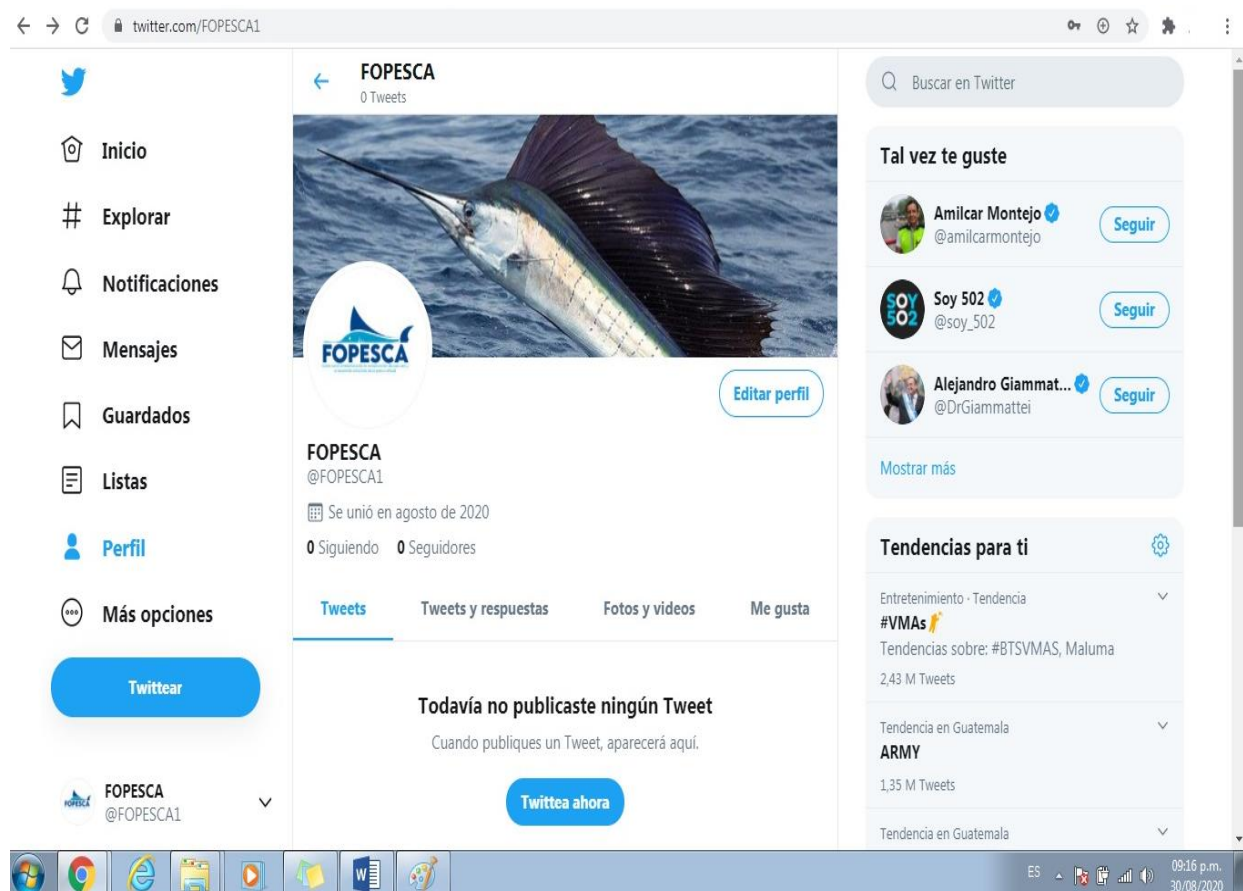 twitter.com/FOPESCA1
FOPESCA
0 Tweets
Inicio
Explorar
Notificaciones
Mensajes
Guardados
Listas
Perfil
Más opciones
Twittear
FOPESCA
@FOPESCA1
FOPESCA
Editar perfil
FOPESCA
@FOPESCA1
Se unió en agosto de 2020
0 Siguiendo 0 Seguidores
Tweets Tweets y respuestas Fotos y videos Me gusta
Todavía no publicaste ningún Tweet
Cuando publiques un Tweet, aparecerá aquí.
Twittea ahora
Buscar en Twitter
Tal vez te guste
Amilcar Montejo
@amilcarmontejo
Seguir
SOY
502
Soy 502
@soy_502
Seguir
Alejandro Giammat...
@DrGiammattei
Seguir
Mostrar más
Tendencias para ti
Entretenimiento · Tendencia
#VMAs
Tendencias sobre: #BTSVMAS, Maluma
2,43 M Tweets
Tendencia en Guatemala
ARMY
1,35 M Tweets
Tendencia en Guatemala
ES
09:16 p.m.
30/08/2020